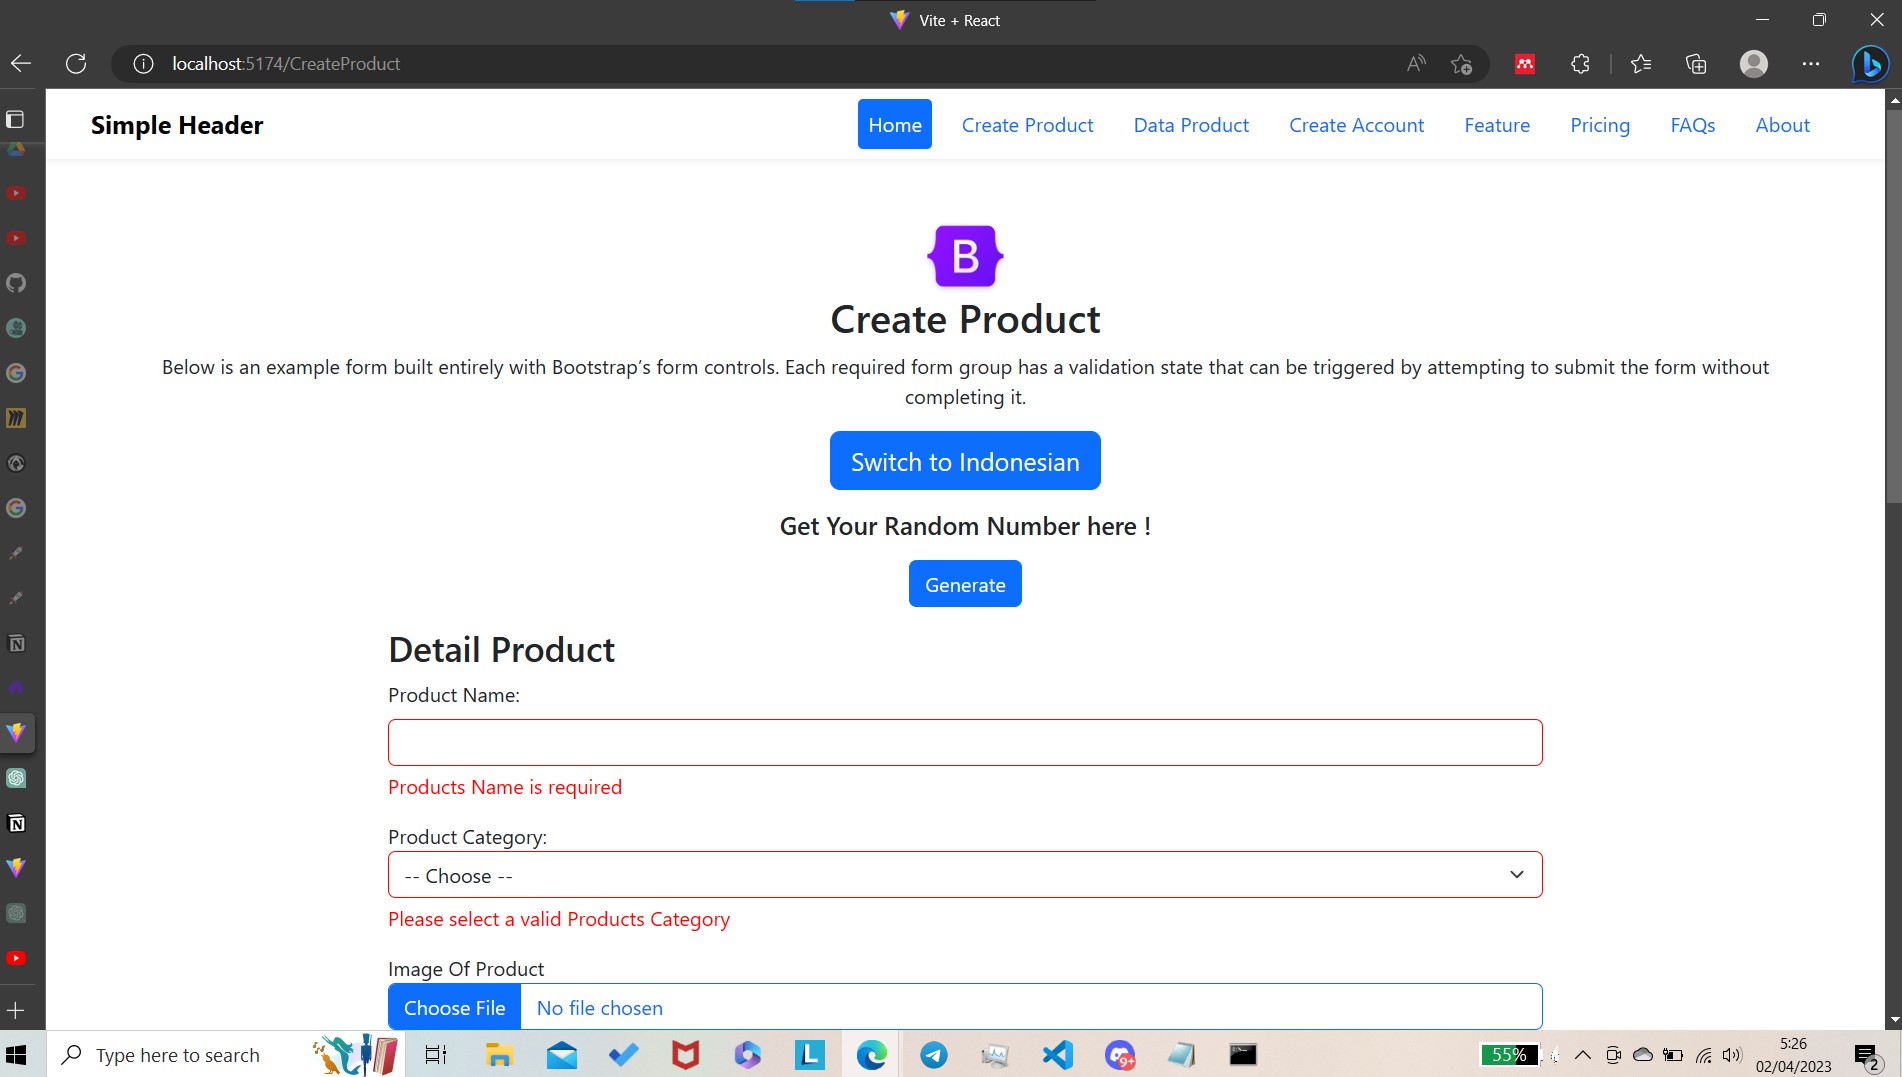 Vite + React
localhost:5174/CreateProduct
Simple Header
Home
Create Product
Data Product
Create Account
Feature
Pricing
FAQs
About
B
Create Product
Below is an example form built entirely with Bootstrap’s form controls. Each required form group has a validation state that can be triggered by attempting to submit the form without
completing it.
Switch to Indonesian
Get Your Random Number here !
Generate
Detail Product
Product Name:
Products Name is required
Product Category:
-- Choose --
Please select a valid Products Category
Image Of Product
Choose File
No file chosen
Type here to search
L
9+
55%
5:26
02/04/2023
2